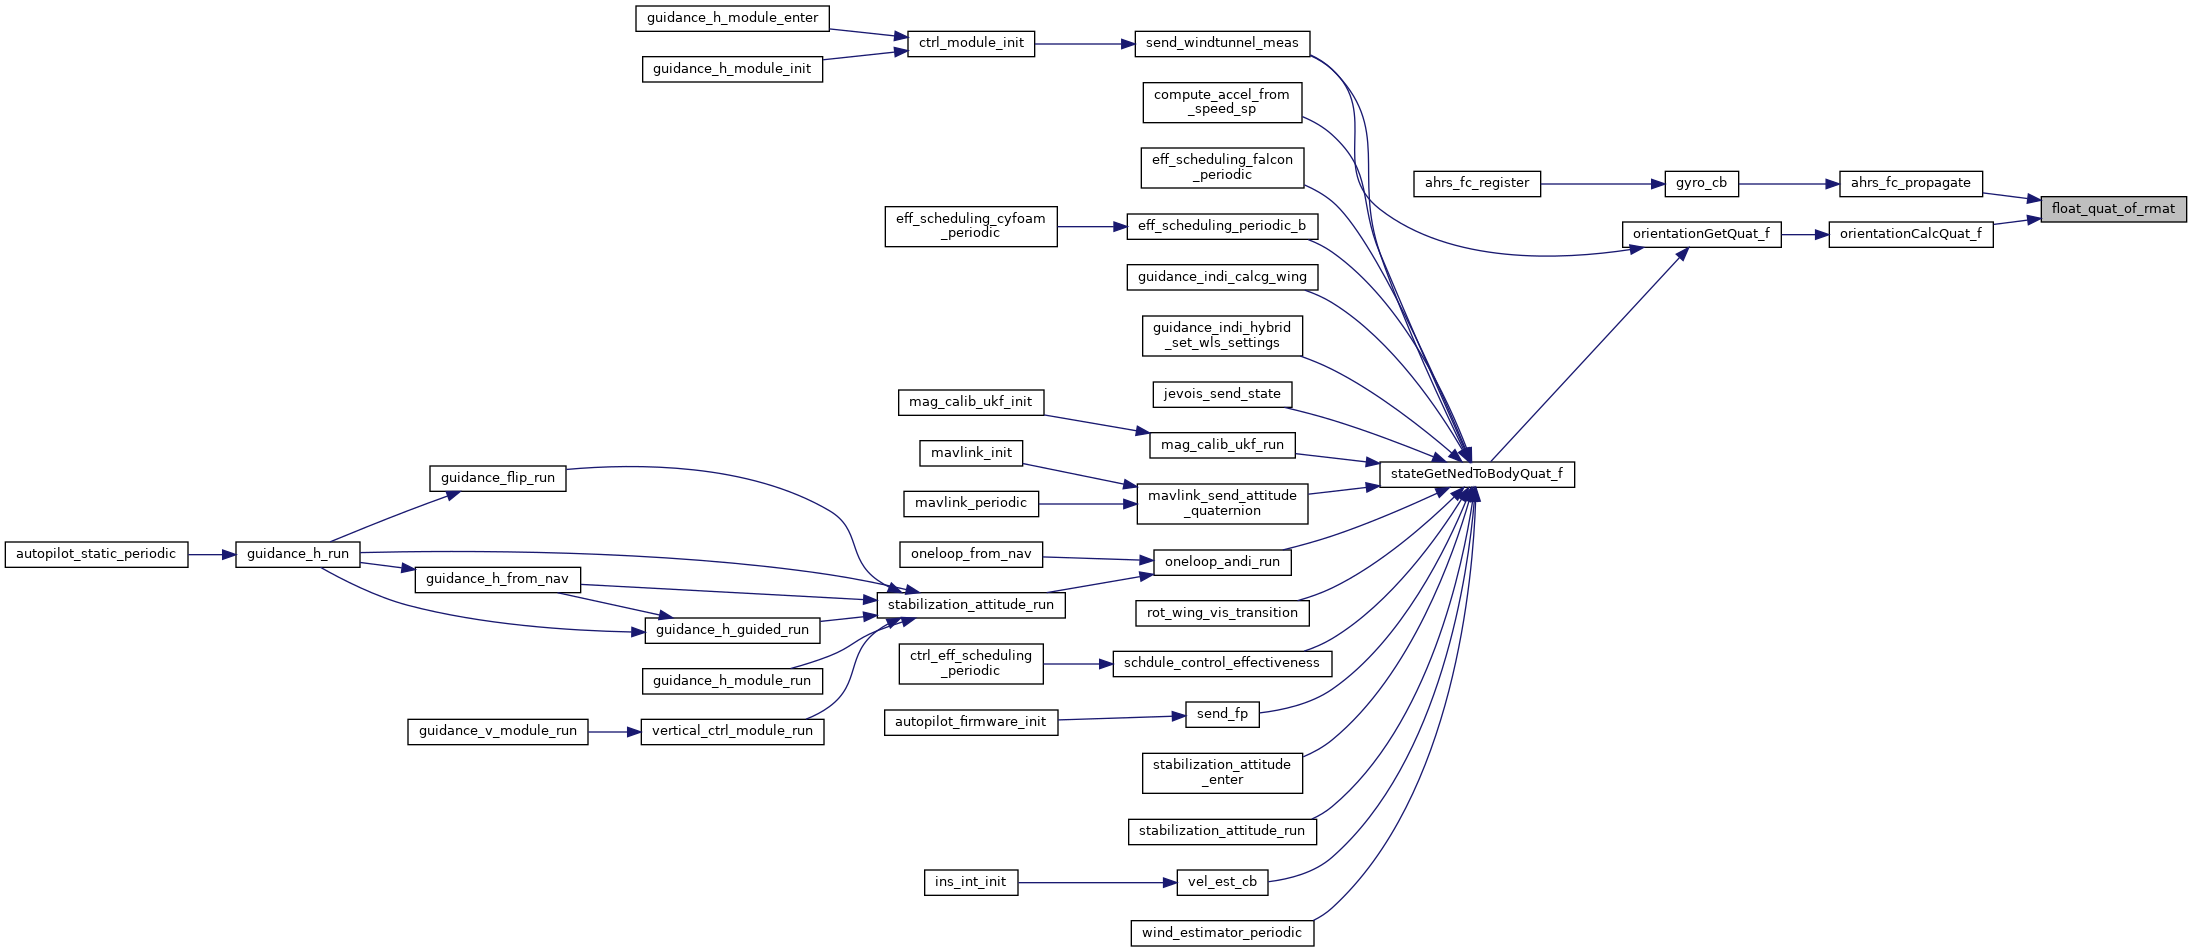 guidance_h_module_enter
ctrl_module_init
send_windtunnel_meas
guidance_h_module_init
compute_accel_from
_speed_sp
eff_scheduling_falcon
_periodic
ahrs_fc_register
gyro_cb
ahrs_fc_propagate
float_quat_of_rmat
eff_scheduling_cyfoam
_periodic
eff_scheduling_periodic_b
orientationGetQuat_f
orientationCalcQuat_f
guidance_indi_calcg_wing
guidance_indi_hybrid
_set_wls_settings
jevois_send_state
mag_calib_ukf_init
mag_calib_ukf_run
mavlink_init
stateGetNedToBodyQuat_f
guidance_flip_run
mavlink_periodic
mavlink_send_attitude
_quaternion
autopilot_static_periodic
guidance_h_run
oneloop_from_nav
oneloop_andi_run
guidance_h_from_nav
stabilization_attitude_run
rot_wing_vis_transition
guidance_h_guided_run
ctrl_eff_scheduling
_periodic
schdule_control_effectiveness
guidance_h_module_run
autopilot_firmware_init
send_fp
guidance_v_module_run
vertical_ctrl_module_run
stabilization_attitude
_enter
stabilization_attitude_run
ins_int_init
vel_est_cb
wind_estimator_periodic